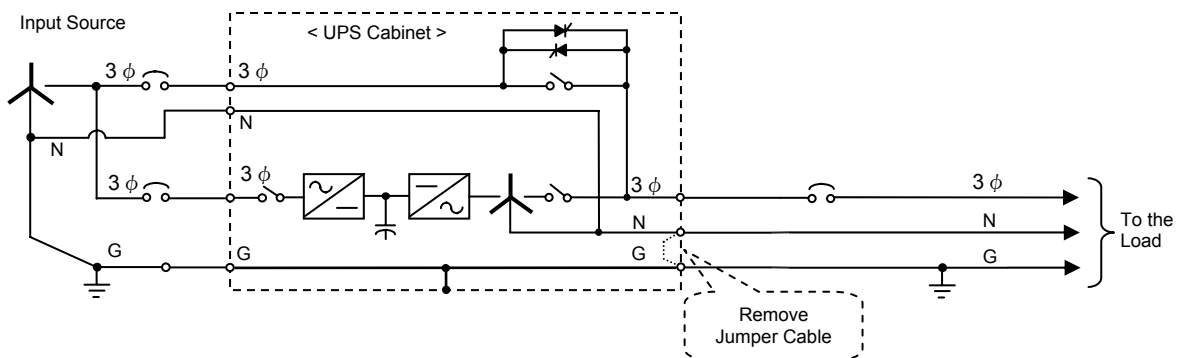 Input Source
< UPS Cabinet >
3 ϕ
3 ϕ
N
N
3 ϕ
3 ϕ
3 ϕ
3 ϕ
N
N
G
G
G
G
To the
Load
Remove
Jumper Cable